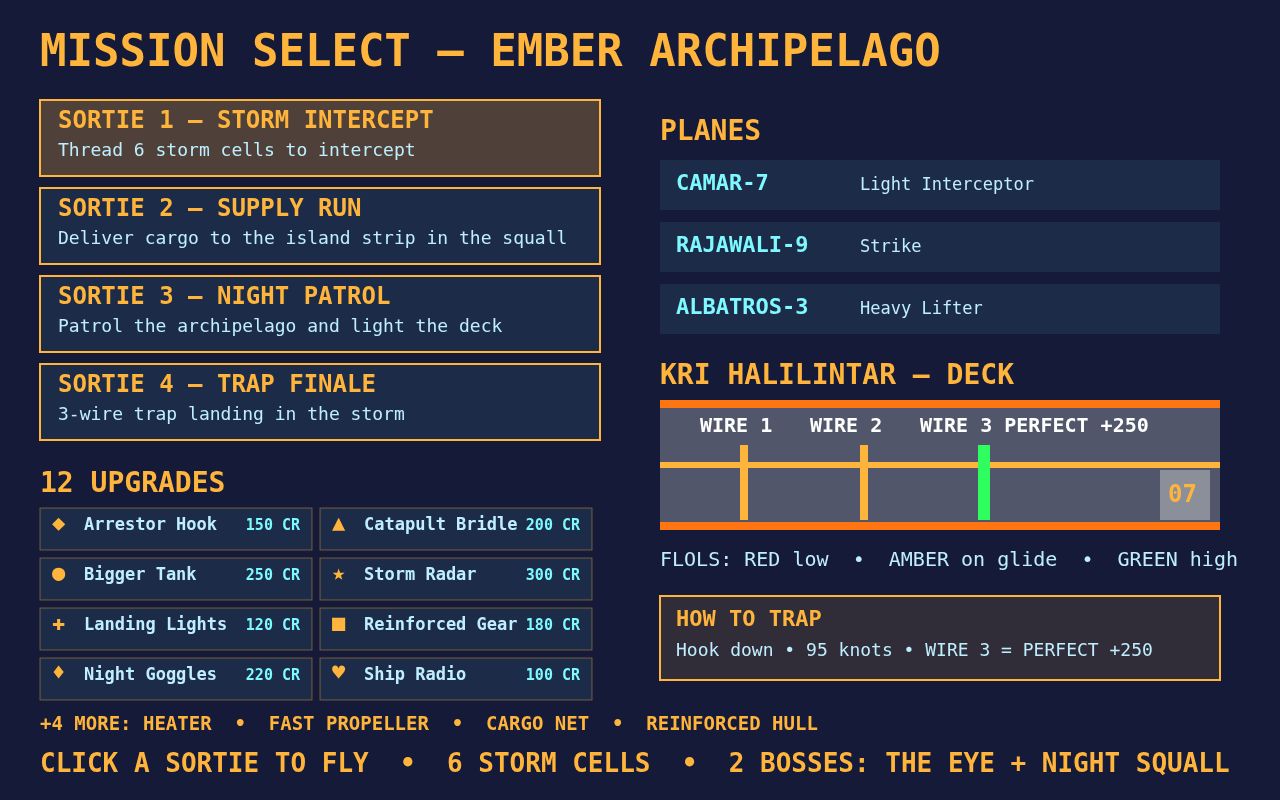 MISSION SELECT — EMBER ARCHIPELAGO
SORTIE 1 — STORM INTERCEPT
Thread 6 storm cells to intercept
SORTIE 2 — SUPPLY RUN
Deliver cargo to the island strip in the squall
SORTIE 3 — NIGHT PATROL
Patrol the archipelago and light the deck
SORTIE 4 — TRAP FINALE
3-wire trap landing in the storm
12 UPGRADES
◆ Arrestor Hook 150 CR
▲ Catapult Bridle 200 CR
● Bigger Tank 250 CR
★ Storm Radar 300 CR
✚ Landing Lights 120 CR
■ Reinforced Gear 180 CR
♦ Night Goggles 220 CR
♥ Ship Radio 100 CR
+4 MORE: HEATER • FAST PROPELLER • CARGO NET • REINFORCED HULL
PLANES
CAMAR-7 Light Interceptor
RAJAWALI-9 Strike
ALBATROS-3 Heavy Lifter
KRI HALILINTAR — DECK
WIRE 1 WIRE 2 WIRE 3 PERFECT +250
07
FLOLS: RED low • AMBER on glide • GREEN high
HOW TO TRAP
Hook down • 95 knots • WIRE 3 = PERFECT +250
CLICK A SORTIE TO FLY • 6 STORM CELLS • 2 BOSSES: THE EYE + NIGHT SQUALL